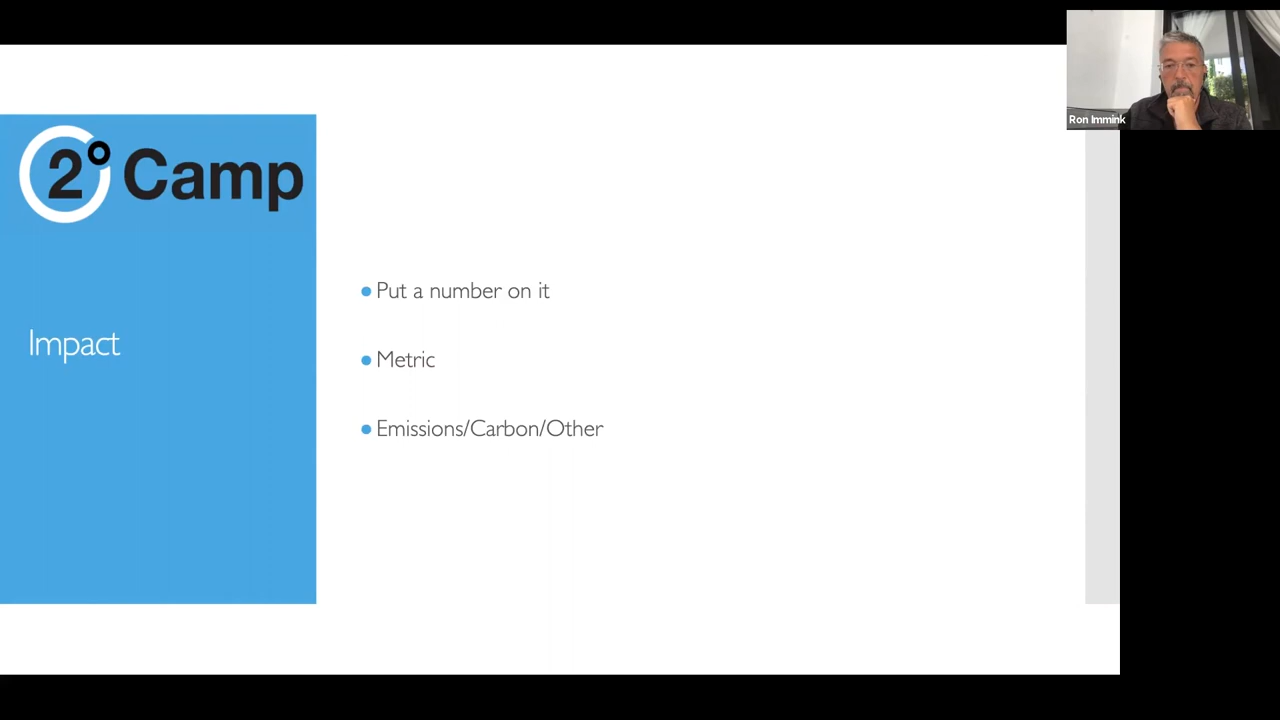 2° Camp
Impact
Put a number on it
Metric
Emissions/Carbon/Other
Ron Immink